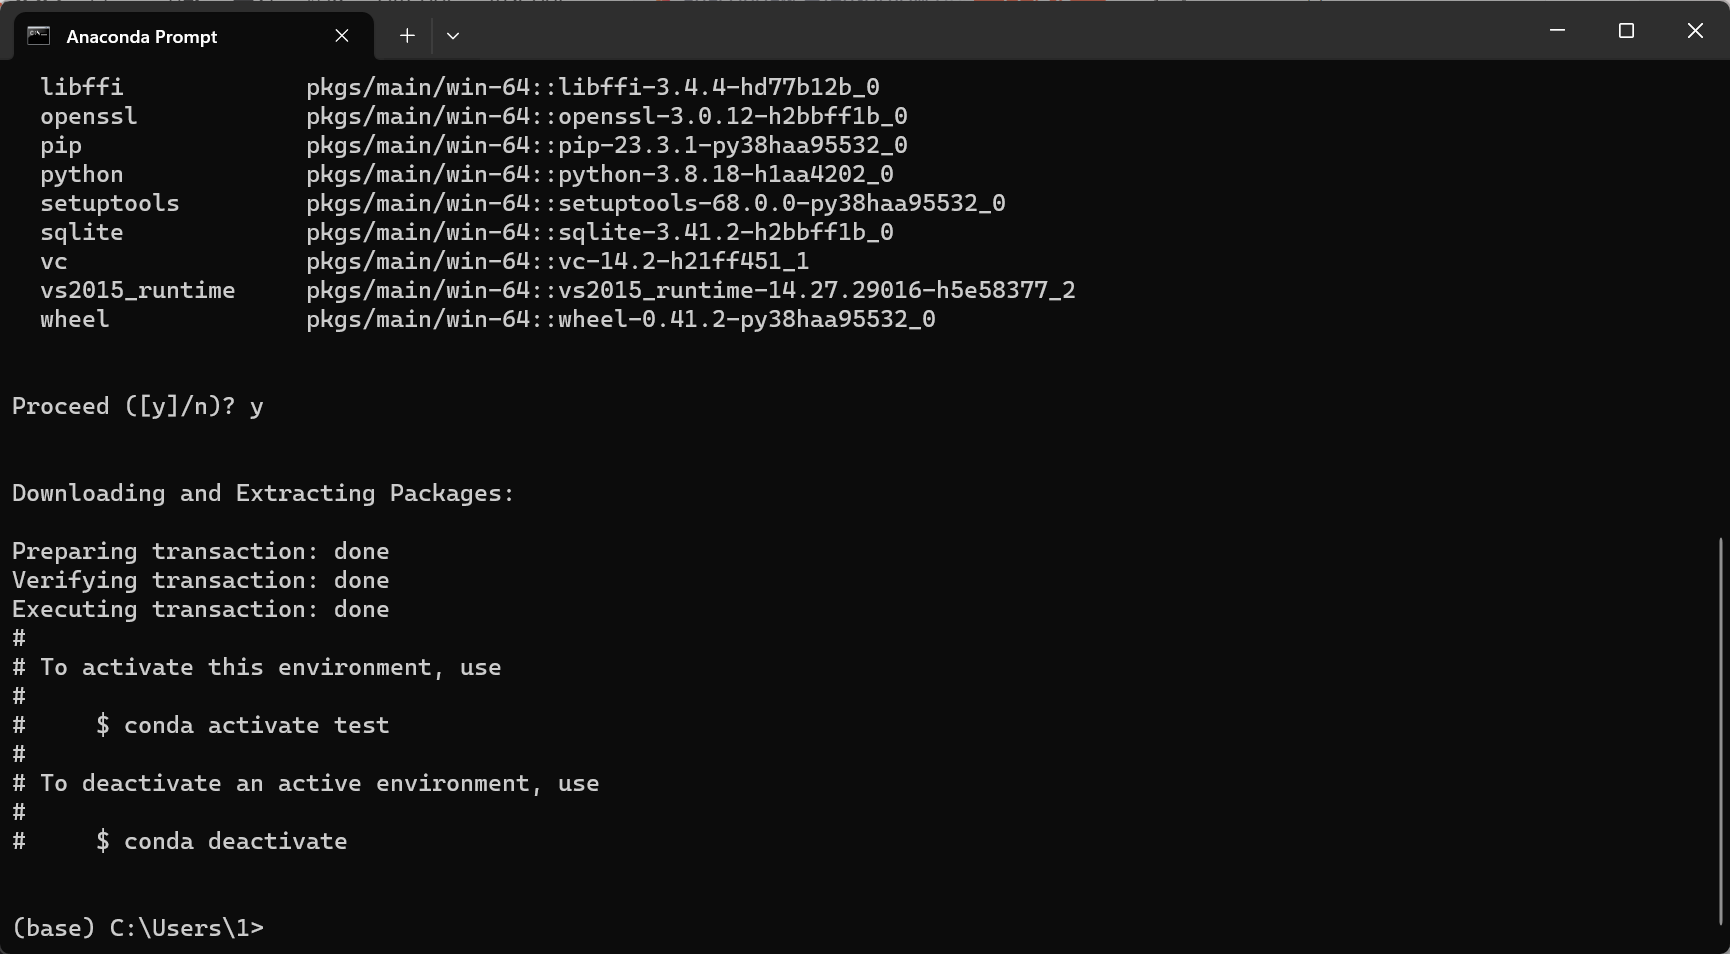 Anaconda Prompt
libffi pkgs/main/win-64::libffi-3.4.4-hd77b12b_0
openssl pkgs/main/win-64::openssl-3.0.12-h2bbff1b_0
pip pkgs/main/win-64::pip-23.3.1-py38haa95532_0
python pkgs/main/win-64::python-3.8.18-h1aa4202_0
setuptools pkgs/main/win-64::setuptools-68.0.0-py38haa95532_0
sqlite pkgs/main/win-64::sqlite-3.41.2-h2bbff1b_0
vc pkgs/main/win-64::vc-14.2-h21ff451_1
vs2015_runtime pkgs/main/win-64::vs2015_runtime-14.27.29016-h5e58377_2
wheel pkgs/main/win-64::wheel-0.41.2-py38haa95532_0
Proceed ([y]/n)? y
Downloading and Extracting Packages:
Preparing transaction: done
Verifying transaction: done
Executing transaction: done
#
# To activate this environment, use
#
# $ conda activate test
#
# To deactivate an active environment, use
#
# $ conda deactivate
(base) C:\Users\1>